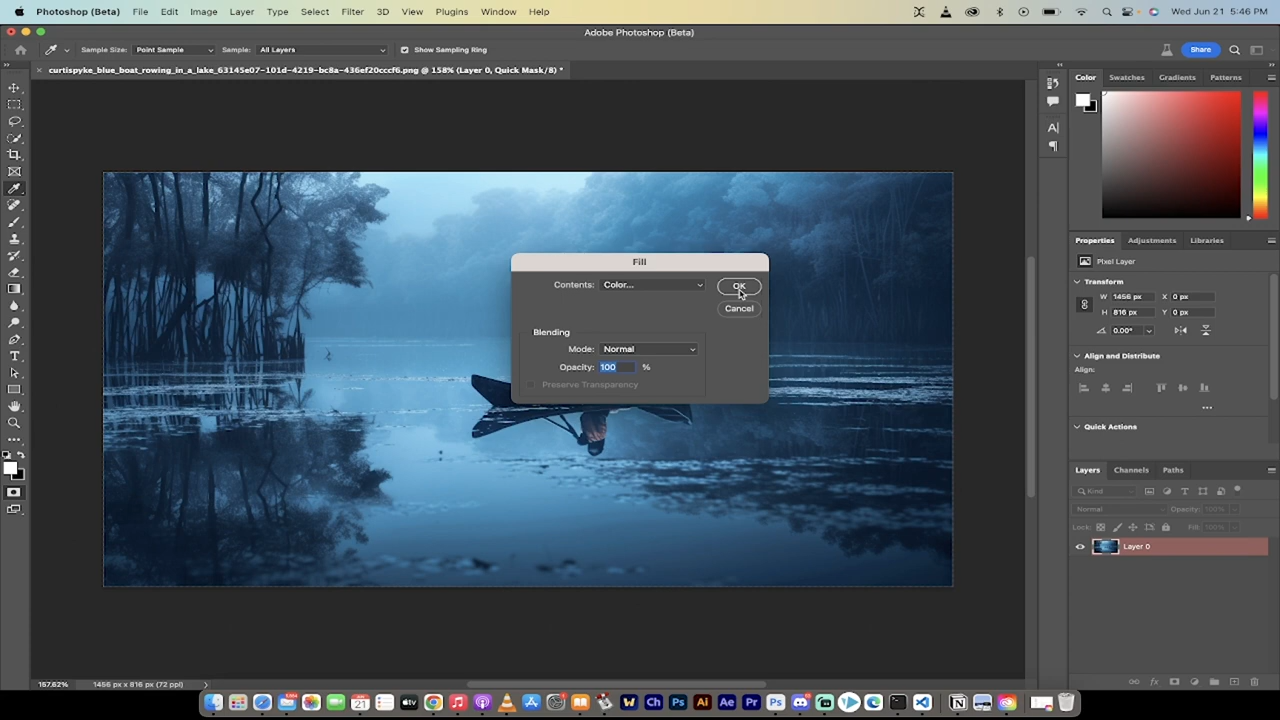 Photoshop (Beta) File Edit Image Layer Type Select Filter 3D View Plugins Window Help Wed Jun 21 5:46 PM
Adobe Photoshop (Beta)
Sample Size: Point Sample Sample: All Layers Show Sampling Ring Share
curtispyke_blue_boat_rowing_in_a_lake_63145e07-101d-4219-bc8a-436ef20cccf6.png @ 158% (Layer 0, Quick Mask/8) *
Color Swatches Gradients Patterns
Properties Adjustments Libraries
Pixel Layer
Transform
W 1456 px X 0 px
H 816 px Y 0 px
0.00°
Align and Distribute
Align:
Quick Actions
Layers Channels Paths
Kind
Normal Opacity: 100%
Lock: Fill: 100%
Layer 0
Fill
Contents: Color... OK
Cancel
Blending
Mode: Normal
Opacity: 100 %
Preserve Transparency
157.62% 1456 px x 816 px (72 ppi)